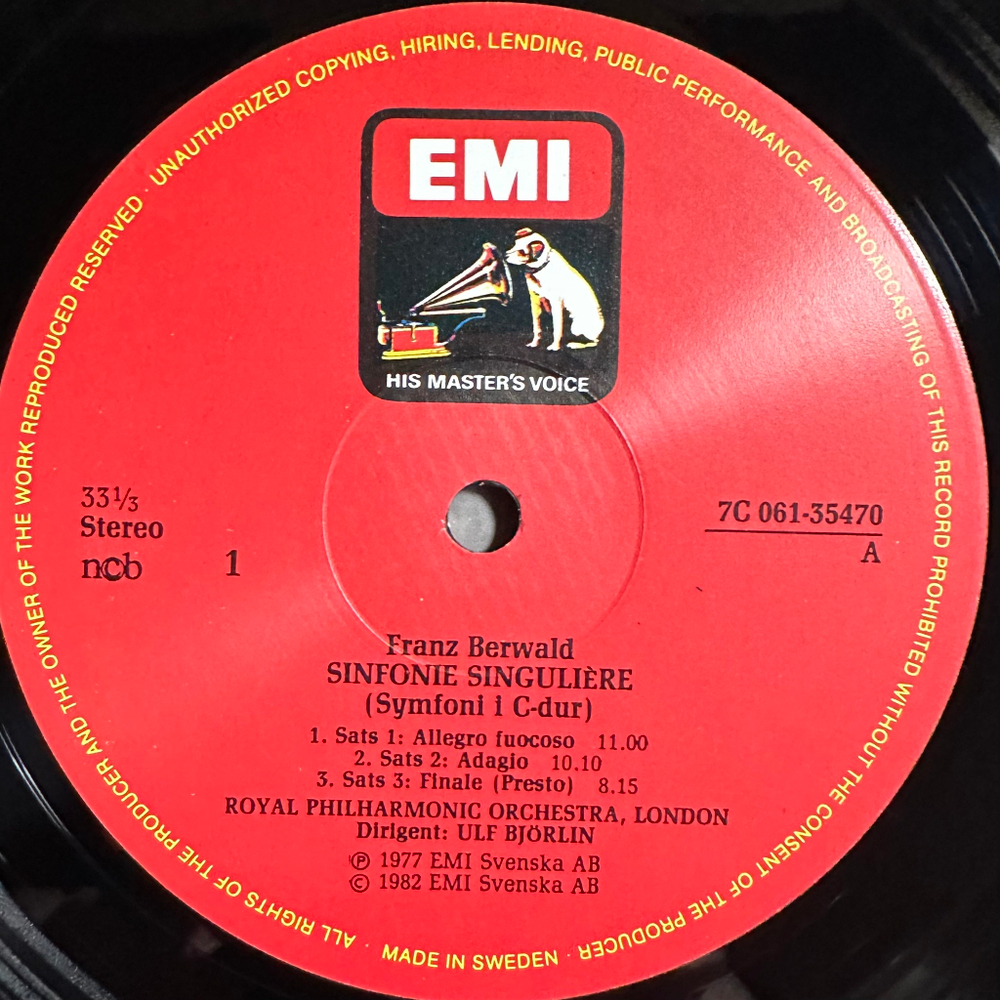 UNAUTHORIZED COPYING, HIRING, LENDING, PUBLIC PERFORMANCE AND BROADCASTING OF THIS RECORD PROHIBITED WITHOUT THE CONSENT OF THE PRODUCER · MADE IN SWEDEN · ALL RIGHTS OF THE PRODUCER AND THE OWNER OF THE WORK REPRODUCED RESERVED ·
EMI
HIS MASTER'S VOICE
33⅓
Stereo
ncb 1
7C 061-35470
A
Franz Berwald
SINFONIE SINGULIÈRE
(Symfoni i C-dur)
1. Sats 1: Allegro fuocoso 11.00
2. Sats 2: Adagio 10.10
3. Sats 3: Finale (Presto) 8.15
ROYAL PHILHARMONIC ORCHESTRA, LONDON
Dirigent: ULF BJÖRLIN
℗ 1977 EMI Svenska AB
© 1982 EMI Svenska AB